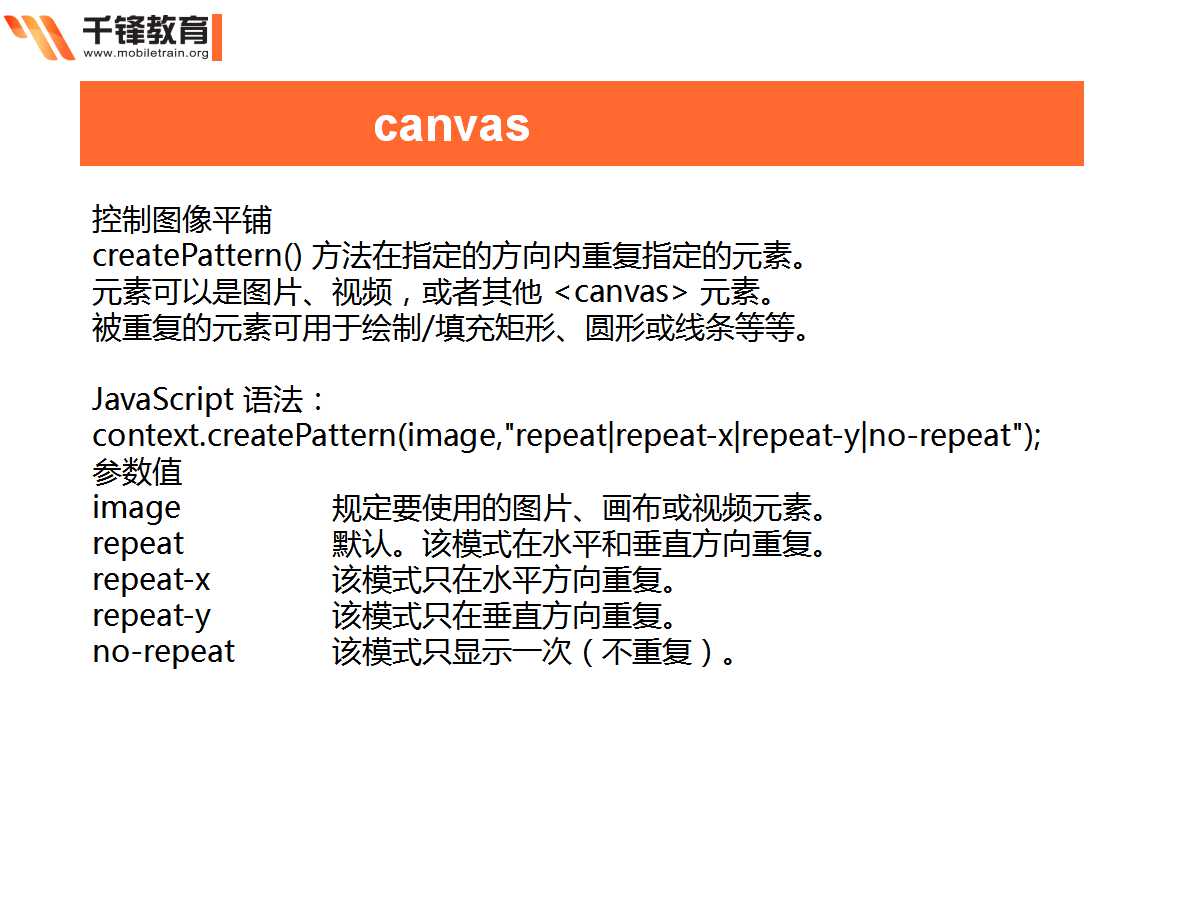 千锋教育
www.mobiletrain.org
canvas
控制图像平铺
createPattern() 方法在指定的方向内重复指定的元素。
元素可以是图片、视频，或者其他 <canvas> 元素。
被重复的元素可用于绘制/填充矩形、圆形或线条等等。
JavaScript 语法：
context.createPattern(image,"repeat|repeat-x|repeat-y|no-repeat");
参数值
image 规定要使用的图片、画布或视频元素。
repeat 默认。该模式在水平和垂直方向重复。
repeat-x 该模式只在水平方向重复。
repeat-y 该模式只在垂直方向重复。
no-repeat 该模式只显示一次（不重复）。